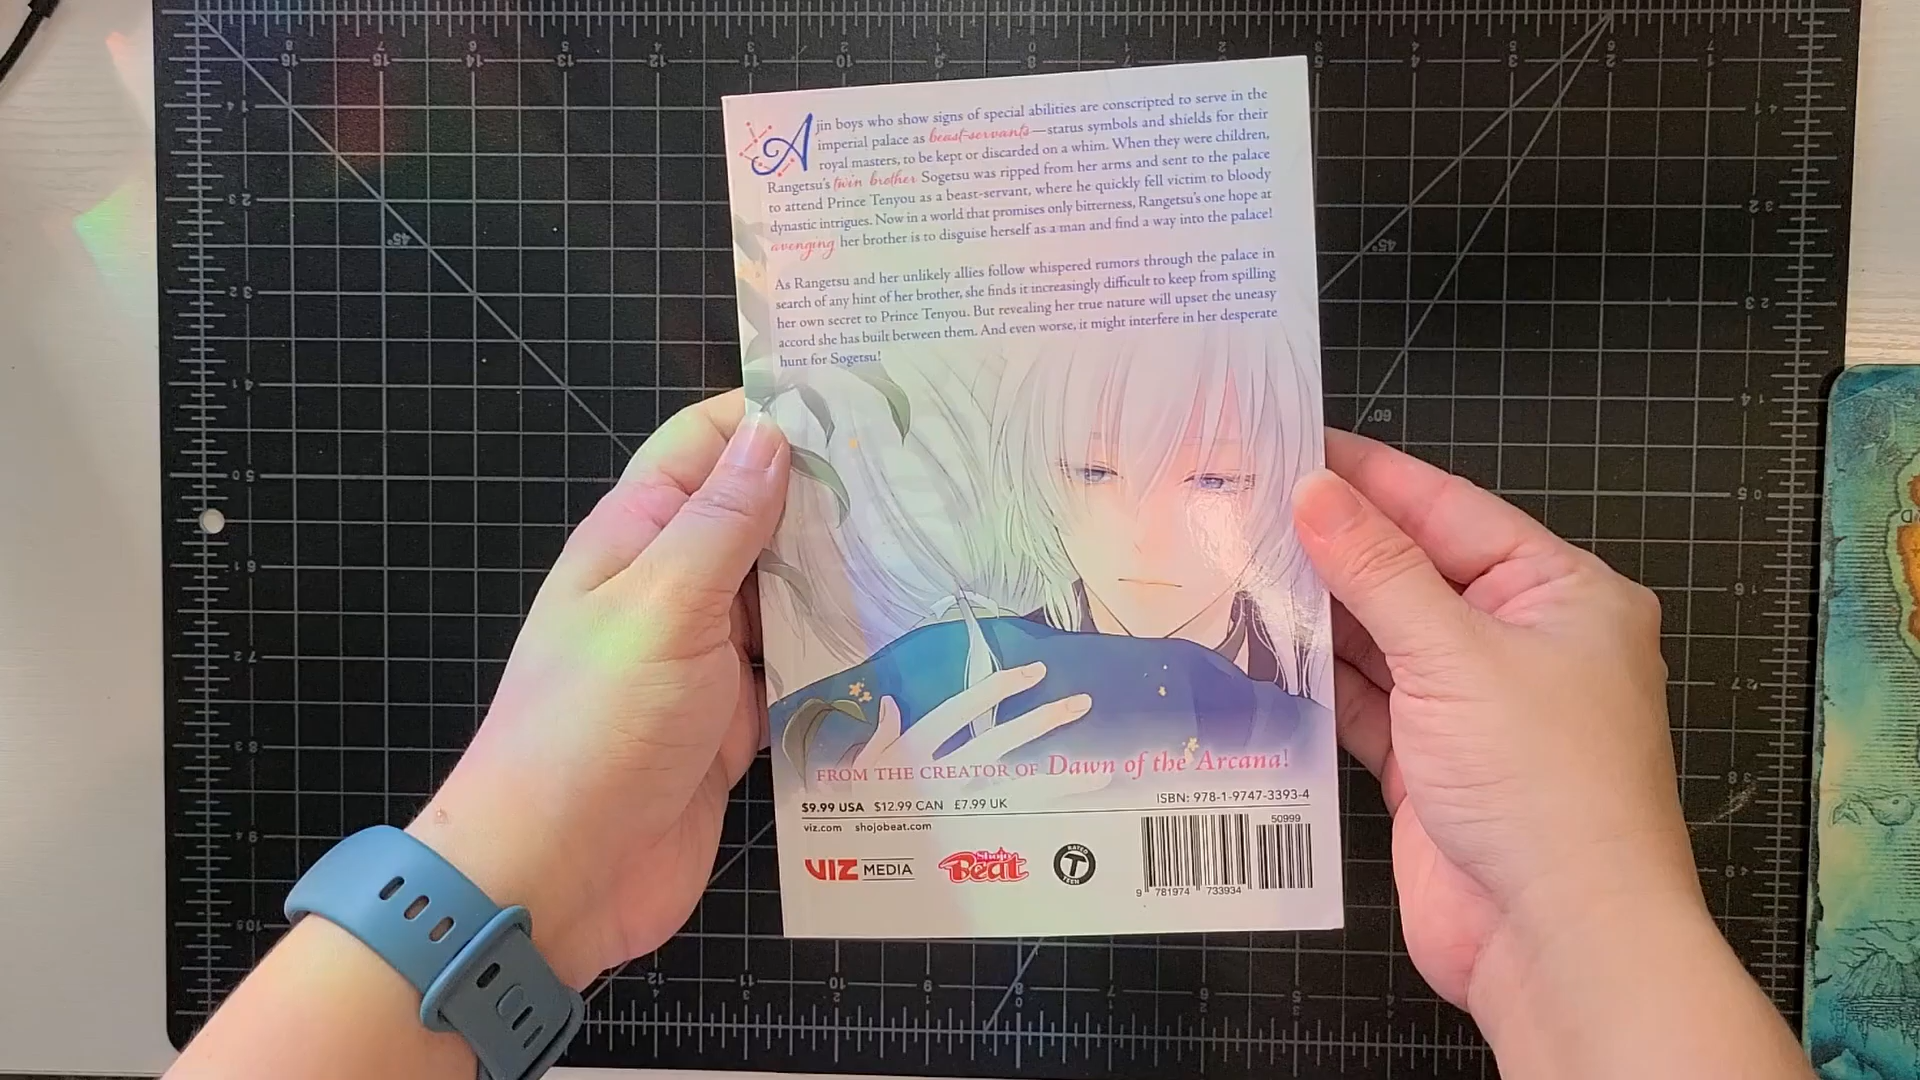 Ajin boys who show signs of special abilities are conscripted to serve in the
imperial palace as beast-servants—status symbols and shields for their
royal masters, to be kept or discarded on a whim. When they were children,
Rangetsu's twin brother Sogetsu was ripped from her arms and sent to the palace
to attend Prince Tenyou as a beast-servant, where he quickly fell victim to bloody
dynastic intrigues. Now in a world that promises only bitterness, Rangetsu's one hope at
avenging her brother is to disguise herself as a man and find a way into the palace!
As Rangetsu and her unlikely allies follow whispered rumors through the palace in
search of any hint of her brother, she finds it increasingly difficult to keep from spilling
her own secret to Prince Tenyou. But revealing her true nature will upset the uneasy
accord she has built between them. And even worse, it might interfere in her desperate
hunt for Sogetsu!
FROM THE CREATOR OF Dawn of the Arcana!
$9.99 USA $12.99 CAN £7.99 UK
ISBN: 978-1-9747-3393-4
viz.com shojobeat.com
50999
VIZ MEDIA
Shojo Beat
RATED T TEEN
9 781974 733934